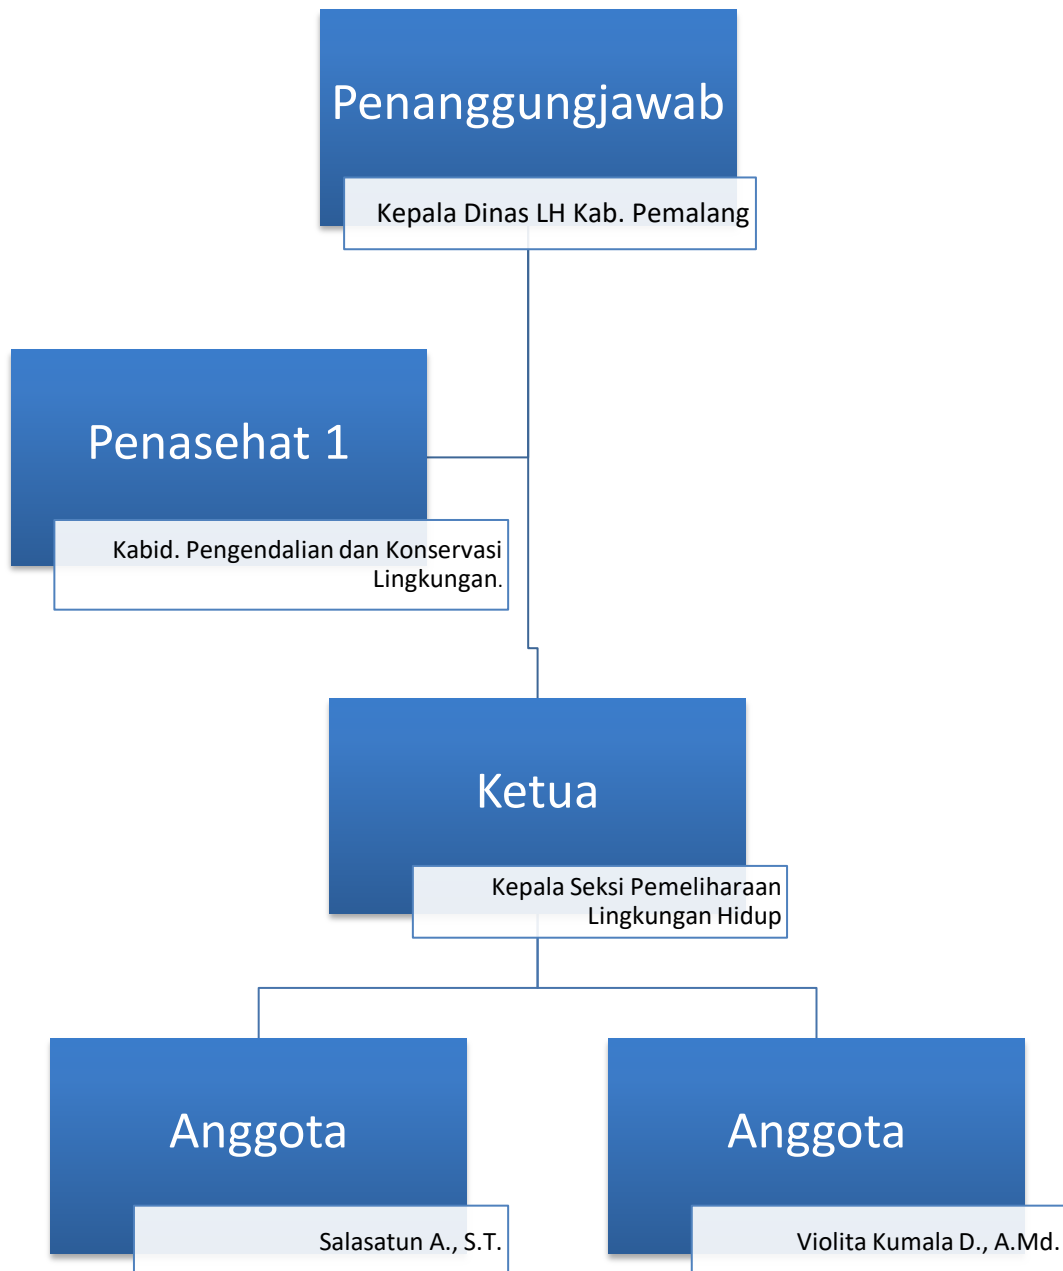 Penanggungjawab
Kepala Dinas LH Kab. Pemalang
Penasehat 1
Kabid. Pengendalian dan Konservasi
Lingkungan.
Ketua
Kepala Seksi Pemeliharaan
Lingkungan Hidup
Anggota
Salasatun A., S.T.
Anggota
Violita Kumala D., A.Md.